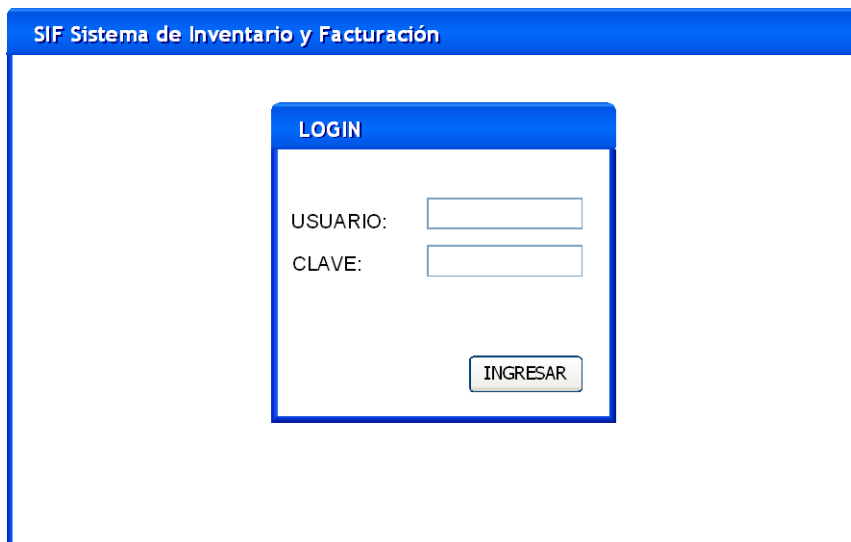 SIF Sistema de Inventario y Facturación
LOGIN
USUARIO:
CLAVE:
INGRESAR